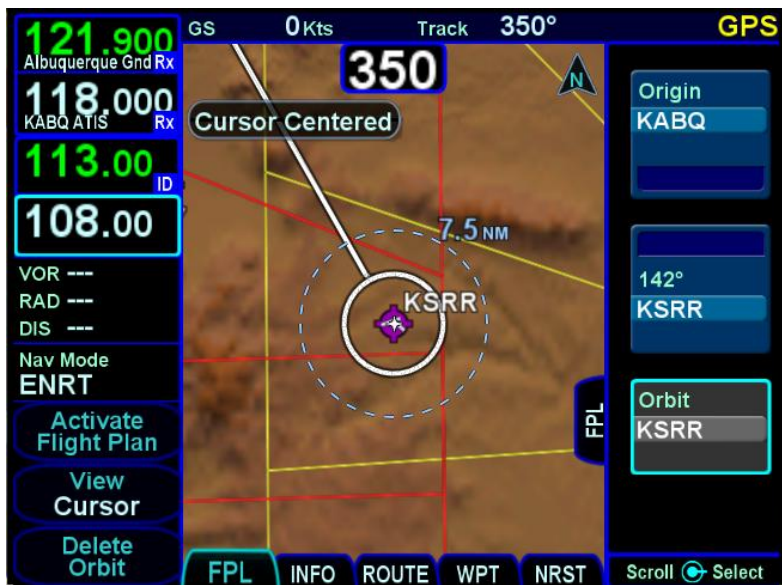 121.900
Albuquerque Gnd Rx
118.000
KABQ ATIS Rx
113.00
ID
108.00
VOR ---
RAD ---
DIS ---
Nav Mode
ENRT
Activate
Flight Plan
View
Cursor
Delete
Orbit
GS 0 Kts Track 350° GPS
350
N
Cursor Centered
7.5 NM
KSRR
FPL
Origin
KABQ
142°
KSRR
Orbit
KSRR
FPL INFO ROUTE WPT NRST
Scroll Select